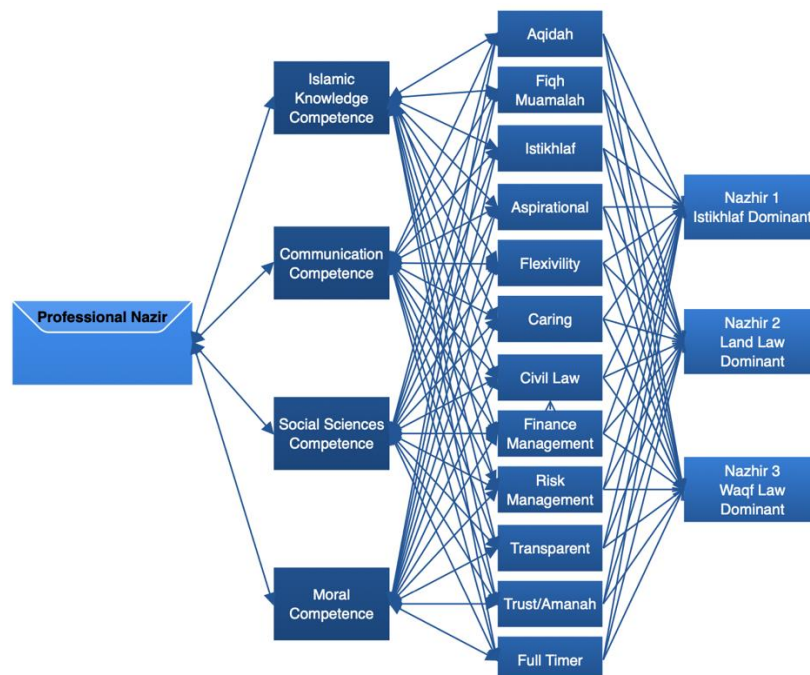 Professional Nazir
Islamic
Knowledge
Competence
Communication
Competence
Social Sciences
Competence
Moral
Competence
Aqidah
Fiqh
Muamalah
Istikhlaf
Aspirational
Flexivility
Caring
Civil Law
Finance
Management
Risk
Management
Transparent
Trust/Amanah
Full Timer
Nazhir 1
Istikhlaf Dominant
Nazhir 2
Land Law
Dominant
Nazhir 3
Waqf Law
Dominant